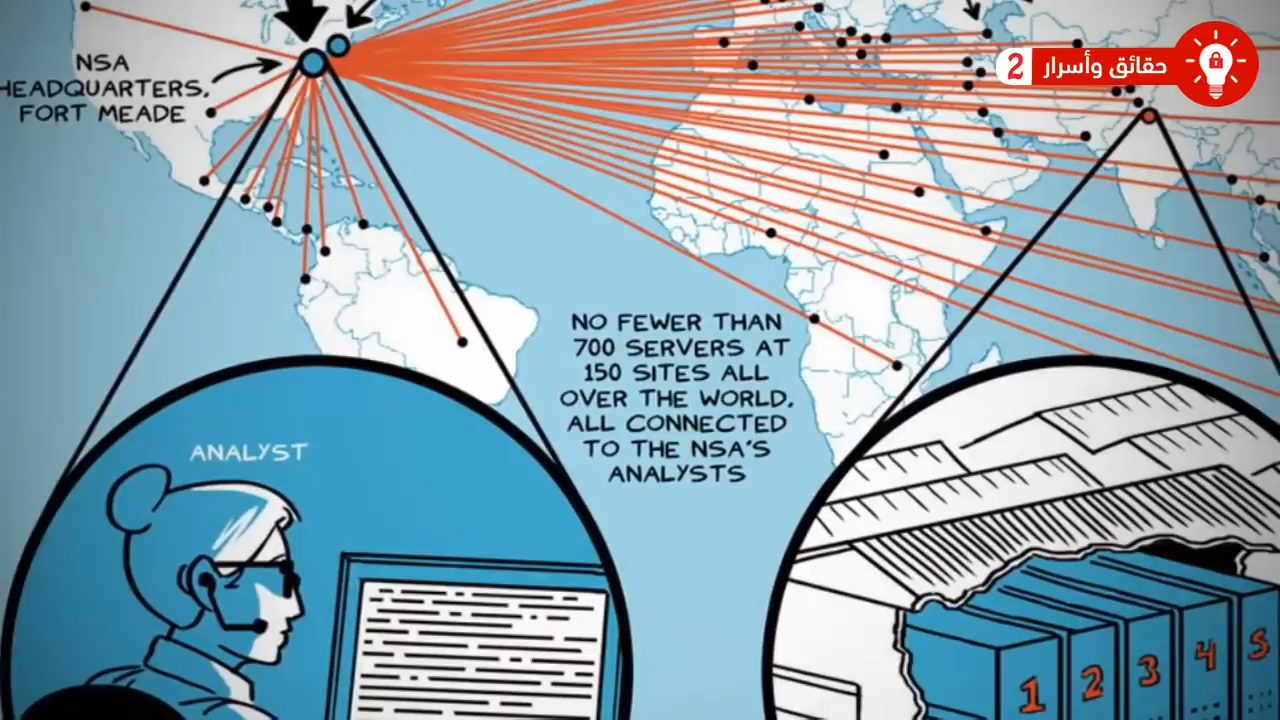 حقائق وأسرار
2
NSA
HEADQUARTERS,
FORT MEADE
NO FEWER THAN
700 SERVERS AT
150 SITES ALL
OVER THE WORLD,
ALL CONNECTED
TO THE NSA'S
ANALYSTS
ANALYST
1 2 3 4 5